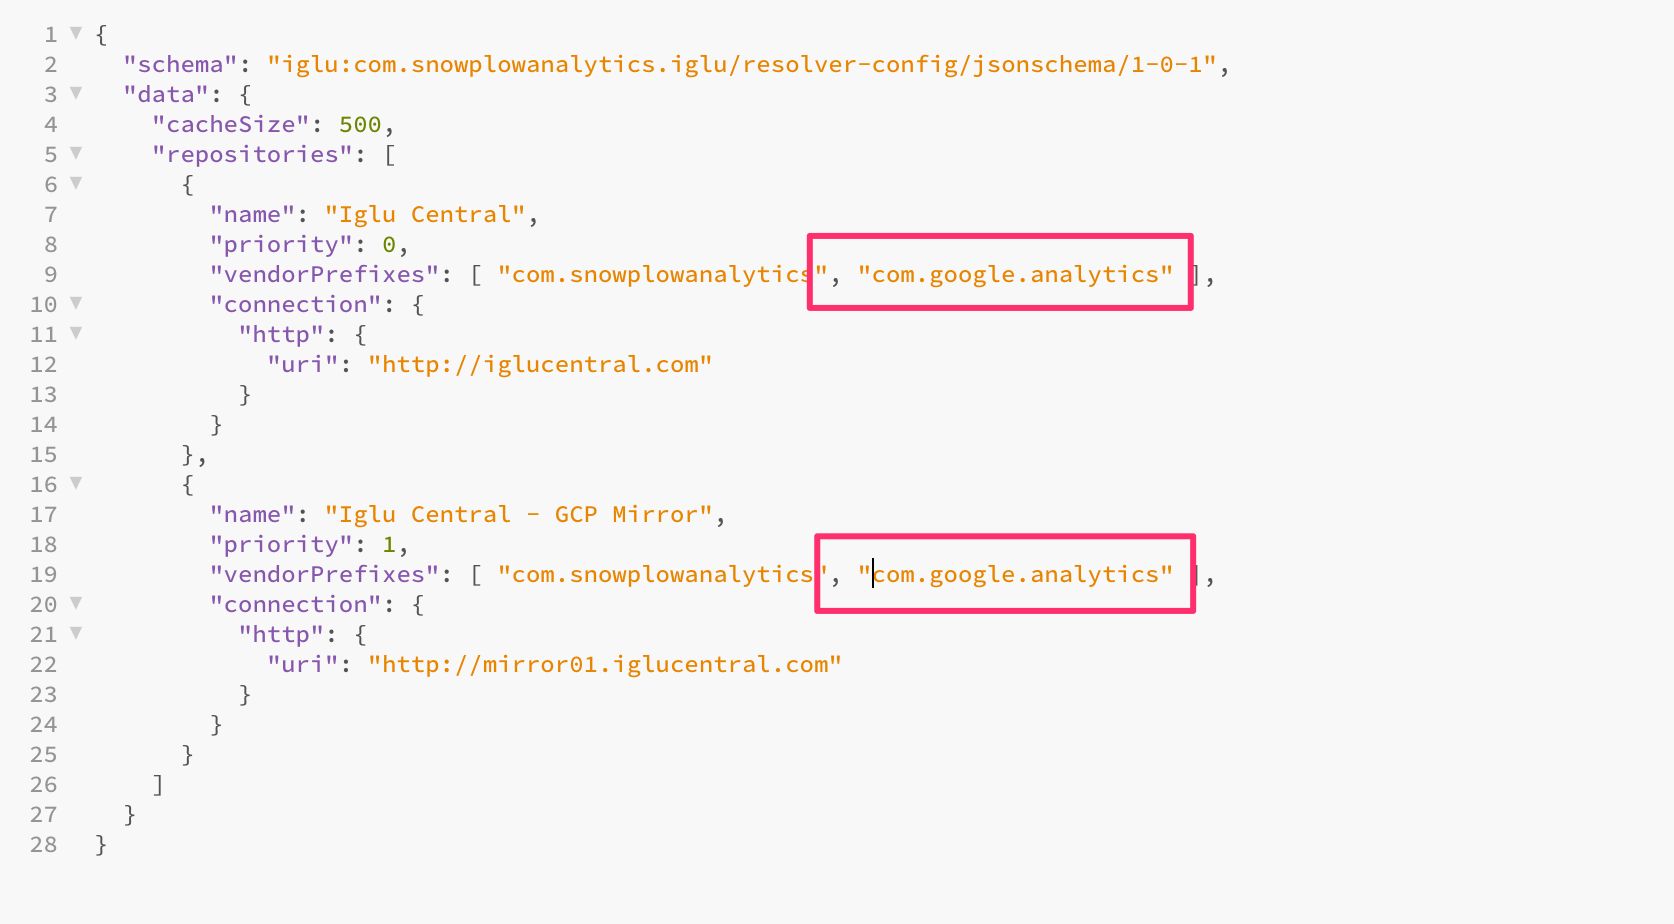 1 {
2   "schema": "iglu:com.snowplowanalytics.iglu/resolver-config/jsonschema/1-0-1",
3   "data": {
4     "cacheSize": 500,
5     "repositories": [
6       {
7         "name": "Iglu Central",
8         "priority": 0,
9         "vendorPrefixes": [ "com.snowplowanalytics", "com.google.analytics" ],
10         "connection": {
11           "http": {
12             "uri": "http://iglucentral.com"
13           }
14         }
15       },
16       {
17         "name": "Iglu Central - GCP Mirror",
18         "priority": 1,
19         "vendorPrefixes": [ "com.snowplowanalytics", "com.google.analytics" ],
20         "connection": {
21           "http": {
22             "uri": "http://mirror01.iglucentral.com"
23           }
24         }
25       }
26     ]
27   }
28 }